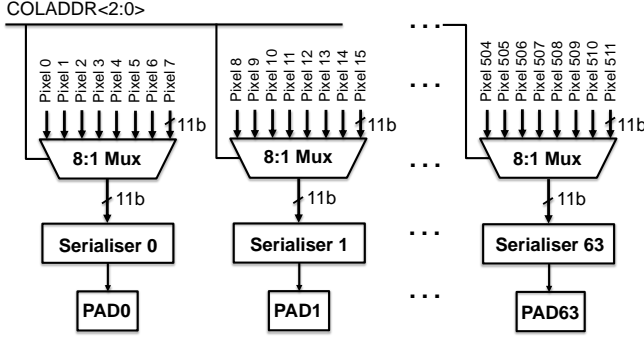 COLADDR<2:0>
Pixel 0
Pixel 1
Pixel 2
Pixel 3
Pixel 4
Pixel 5
Pixel 6
Pixel 7
Pixel 8
Pixel 9
Pixel 10
Pixel 11
Pixel 12
Pixel 13
Pixel 14
Pixel 15
...
Pixel 504
Pixel 505
Pixel 506
Pixel 507
Pixel 508
Pixel 509
Pixel 510
Pixel 511
...
11b
11b
11b
8:1 Mux
8:1 Mux
...
8:1 Mux
11b
11b
11b
Serialiser 0
Serialiser 1
...
Serialiser 63
PAD0
PAD1
...
PAD63